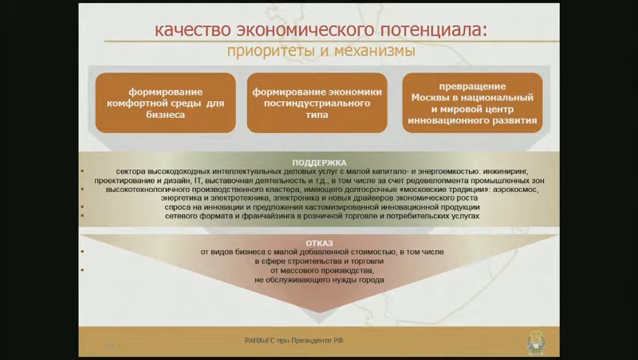 качество экономического потенциала:
приоритеты и механизмы
формирование
комфортной среды для
бизнеса
формирование экономики
постиндустриального
типа
превращение
Москвы в национальный
и мировой центр
инновационного развития
ПОДДЕРЖКА
сектора высокодоходных интеллектуальных деловых услуг с малой капитало- и энергоемкостью: инжиниринг,
проектирование и дизайн, IT, выставочная деятельность и т.д., в том числе за счет редевелопмента промышленных зон
высокотехнологичного производственного кластера, имеющего долгосрочные «московские традиции»: аэрокосмос,
энергетика и электротехника, электроника и новых драйверов экономического роста
спроса на инновации и предложения кастомизированной инновационной продукции
сетевого формата и франчайзинга в розничной торговле и потребительских услугах
ОТКАЗ
от видов бизнеса с малой добавленной стоимостью, в том числе
в сфере строительства и торговли
от массового производства,
не обслуживающего нужды города
РАНХиГС при Президенте РФ